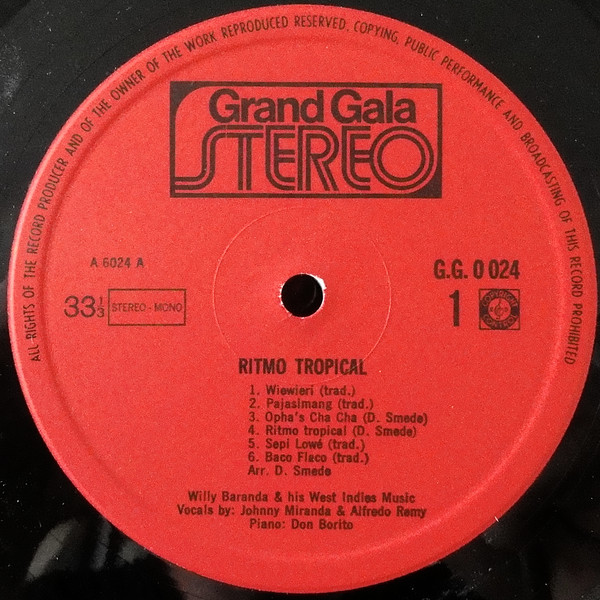 ALL RIGHTS OF THE RECORD PRODUCER AND OF THE OWNER OF THE WORK REPRODUCED RESERVED. COPYING, PUBLIC PERFORMANCE AND BROADCASTING OF THIS RECORD PROHIBITED
Grand Gala
STEREO
A 6024 A
G.G. 0 024
33⅓ STEREO - MONO
1
RITMO TROPICAL
1. Wiewieri (trad.)
2. Pajasimang (trad.)
3. Opha's Cha Cha (D. Smede)
4. Ritmo tropical (D. Smede)
5. Sepi Lowé (trad.)
6. Baco Flaco (trad.)
Arr. D. Smede
Willy Baranda & his West Indies Music
Vocals by: Johnny Miranda & Alfredo Remy
Piano: Don Borito